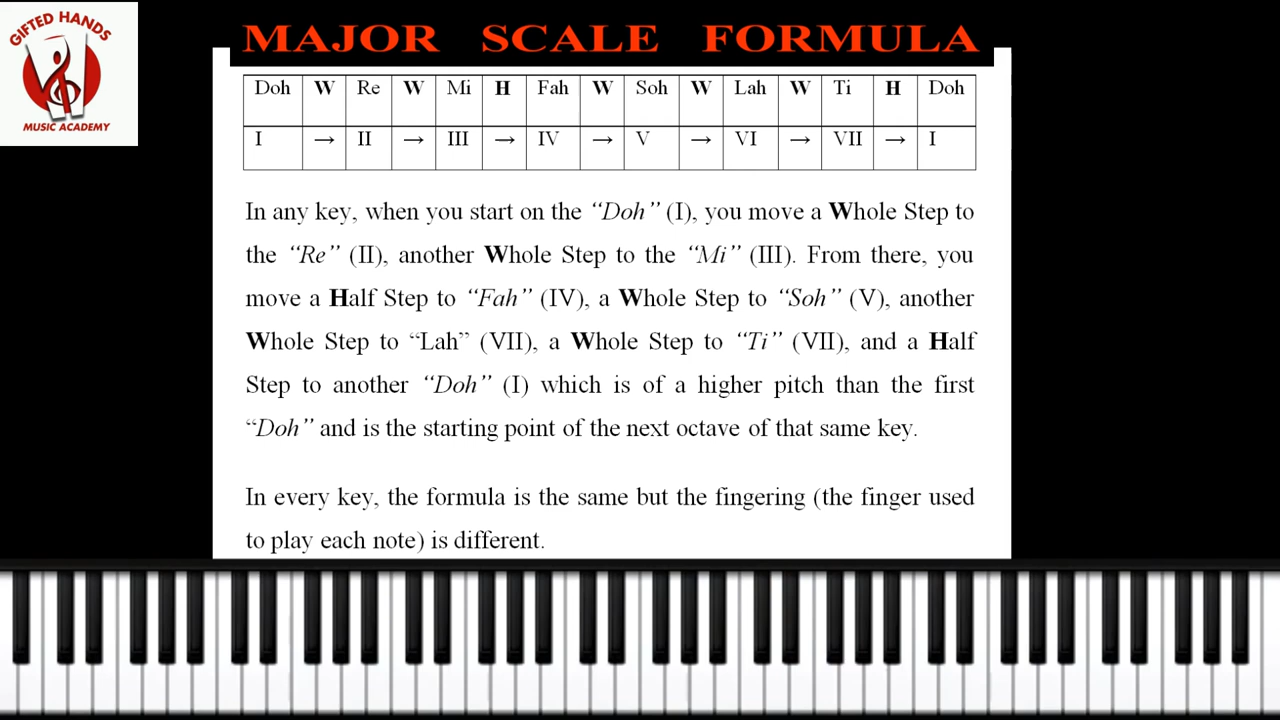 GIFTED HANDS
MUSIC ACADEMY
MAJOR SCALE FORMULA
Doh W Re W Mi H Fah W Soh W Lah W Ti H Doh
I → II → III → IV → V → VI → VII → I
In any key, when you start on the “Doh” (I), you move a Whole Step to
the “Re” (II), another Whole Step to the “Mi” (III). From there, you
move a Half Step to “Fah” (IV), a Whole Step to “Soh” (V), another
Whole Step to “Lah” (VII), a Whole Step to “Ti” (VII), and a Half
Step to another “Doh” (I) which is of a higher pitch than the first
“Doh” and is the starting point of the next octave of that same key.
In every key, the formula is the same but the fingering (the finger used
to play each note) is different.